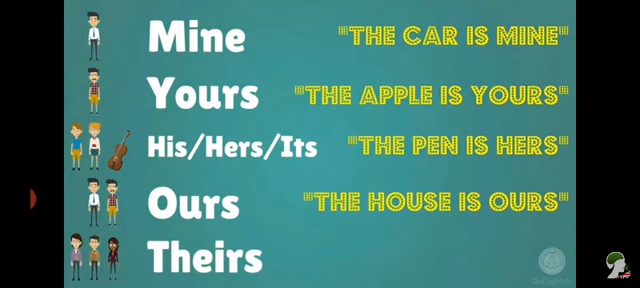 Mine "THE CAR IS MINE"
Yours "THE APPLE IS YOURS"
His/Hers/Its "THE PEN IS HERS"
Ours "THE HOUSE IS OURS"
Theirs